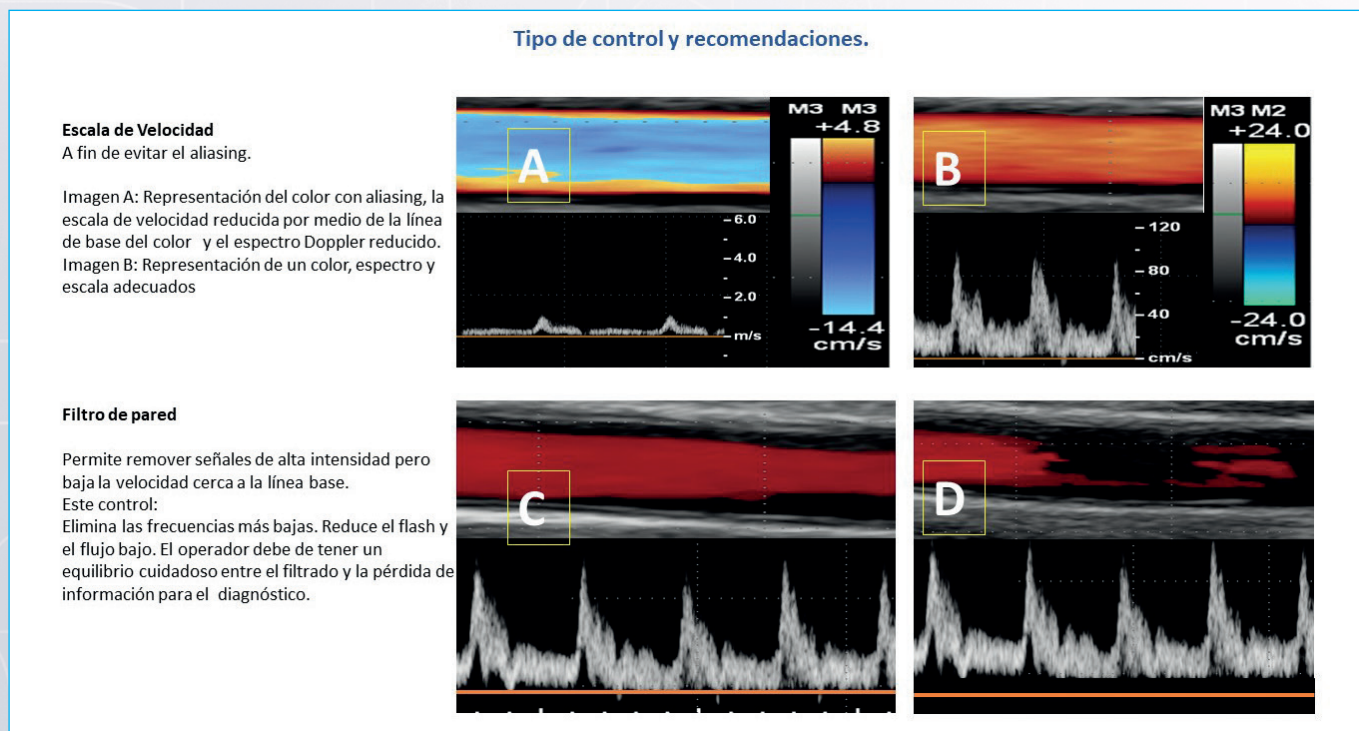 Tipo de control y recomendaciones.
Escala de Velocidad
A fin de evitar el aliasing.
Imagen A: Representación del color con aliasing, la
escala de velocidad reducida por medio de la línea
de base del color y el espectro Doppler reducido.
Imagen B: Representación de un color, espectro y
escala adecuados
A
M3 M3
+4.8
6.0
4.0
2.0
m/s
-14.4
cm/s
B
M3 M2
+24.0
120
80
40
cm/s
-24.0
cm/s
Filtro de pared
Permite remover señales de alta intensidad pero
baja la velocidad cerca a la línea base.
Este control:
Elimina las frecuencias más bajas. Reduce el flash y
el flujo bajo. El operador debe de tener un
equilibrio cuidadoso entre el filtrado y la pérdida de
información para el diagnóstico.
C
D